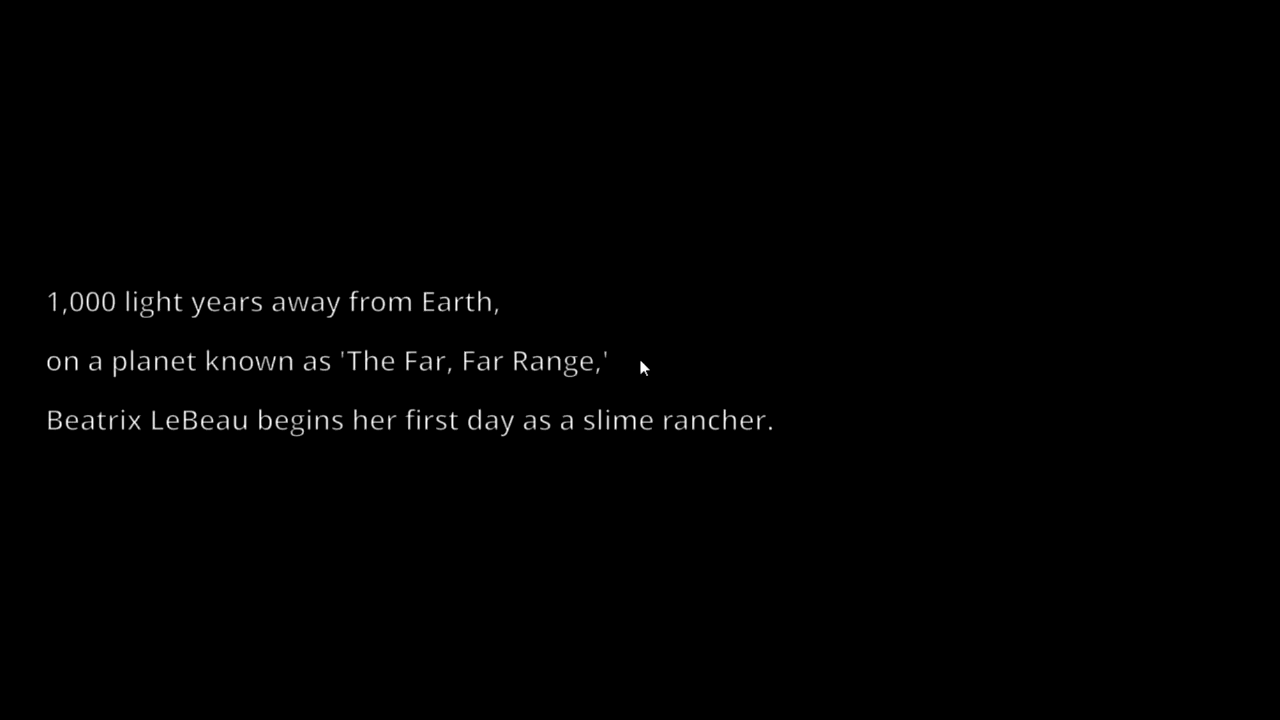 1,000 light years away from Earth,
on a planet known as 'The Far, Far Range,'
Beatrix LeBeau begins her first day as a slime rancher.